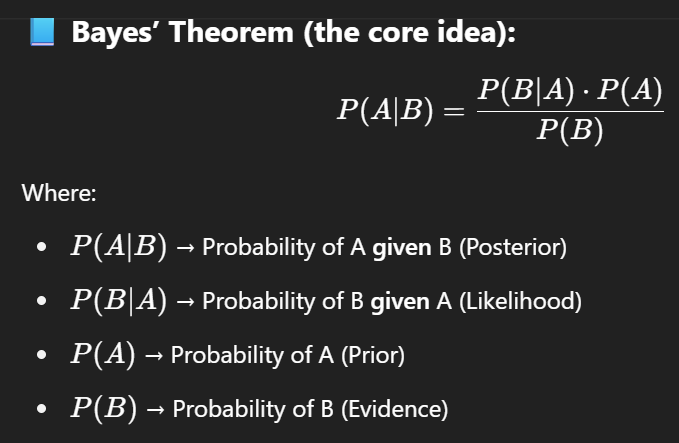 📘 Bayes’ Theorem (the core idea):
P(A|B) = P(B|A) · P(A) / P(B)
Where:
• P(A|B) → Probability of A given B (Posterior)
• P(B|A) → Probability of B given A (Likelihood)
• P(A) → Probability of A (Prior)
• P(B) → Probability of B (Evidence)